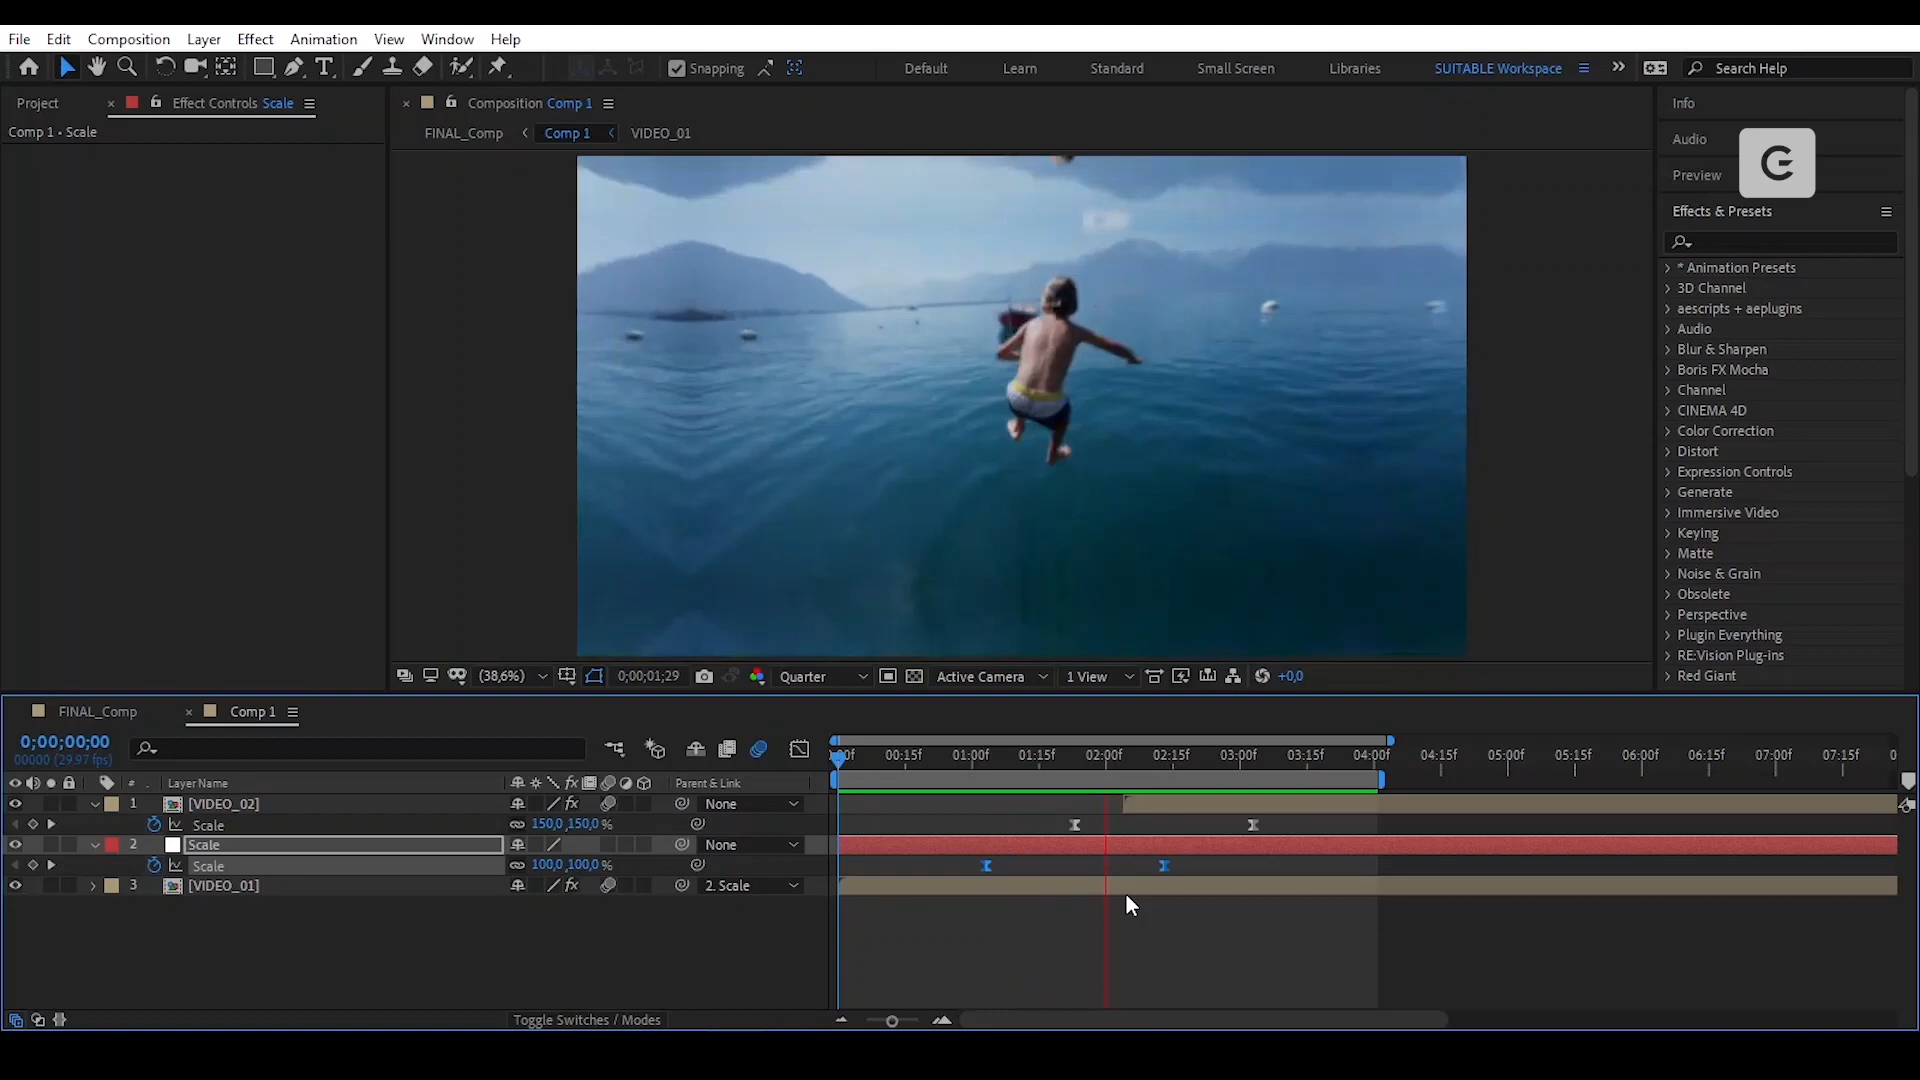 File Edit Composition Layer Effect Animation View Window Help
Snapping Default Learn Standard Small Screen Libraries SUITABLE Workspace Search Help
Project Effect Controls Scale Composition Comp 1 Info
Comp 1 • Scale FINAL_Comp Comp 1 VIDEO_01
Audio
Preview
Effects & Presets
* Animation Presets
3D Channel
aescripts + aeplugins
Audio
Blur & Sharpen
Boris FX Mocha
Channel
CINEMA 4D
Color Correction
Distort
Expression Controls
Generate
Immersive Video
Keying
Matte
Noise & Grain
Obsolete
Perspective
Plugin Everything
RE:Vision Plug-ins
Red Giant
(38,6%) 0;00;01;29 Quarter Active Camera 1 View +0,0
FINAL_Comp Comp 1
0;00;00;00
00000 (29.97 fps)
00f 00:15f 01:00f 01:15f 02:00f 02:15f 03:00f 03:15f 04:00f 04:15f 05:00f 05:15f 06:00f 06:15f 07:00f 07:15f 0
# Layer Name fx Parent & Link
1 [VIDEO_02] fx None
Scale 150,0,150,0 %
2 Scale None
Scale 100,0,100,0 %
3 [VIDEO_01] fx 2. Scale
Toggle Switches / Modes